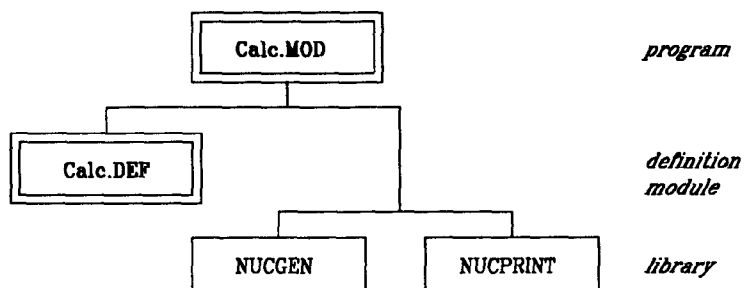 Calc.MOD program
Calc.DEF definition
module
NUCGEN NUCPRINT library